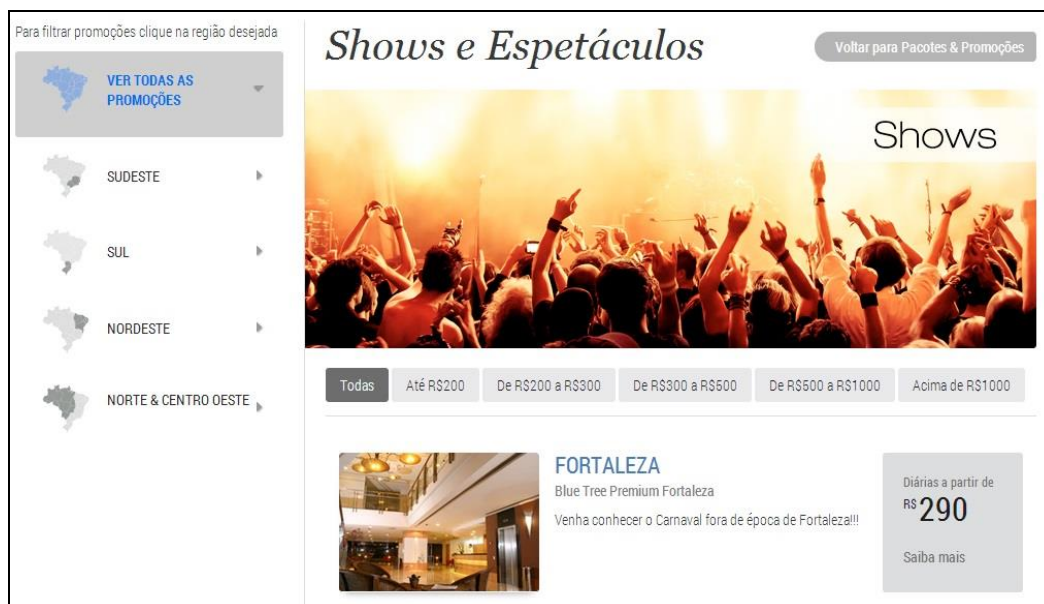 Para filtrar promoções clique na região desejada
VER TODAS AS
PROMOÇÕES
SUDESTE
SUL
NORDESTE
NORTE & CENTRO OESTE
Shows e Espetáculos
Voltar para Pacotes & Promoções
Shows
Todas
Até R$200
De R$200 a R$300
De R$300 a R$500
De R$500 a R$1000
Acima de R$1000
FORTALEZA
Blue Tree Premium Fortaleza
Venha conhecer o Carnaval fora de época de Fortaleza!!!
Diárias a partir de
R$ 290
Saiba mais